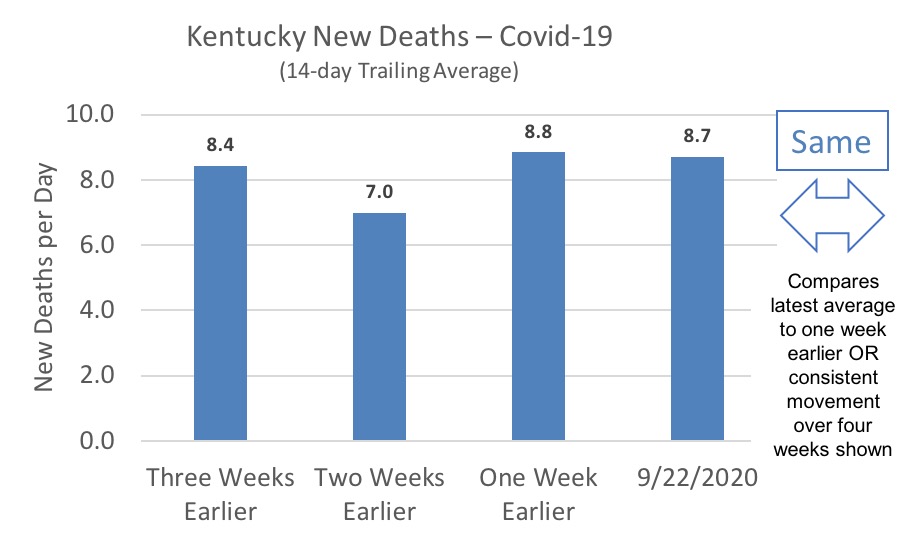 Kentucky New Deaths – Covid-19
(14-day Trailing Average)
New Deaths per Day
10.0
8.0
6.0
4.0
2.0
0.0
8.4
7.0
8.8
8.7
Three Weeks Earlier
Two Weeks Earlier
One Week Earlier
9/22/2020
Same
Compares
latest average
to one week
earlier OR
consistent
movement
over four
weeks shown